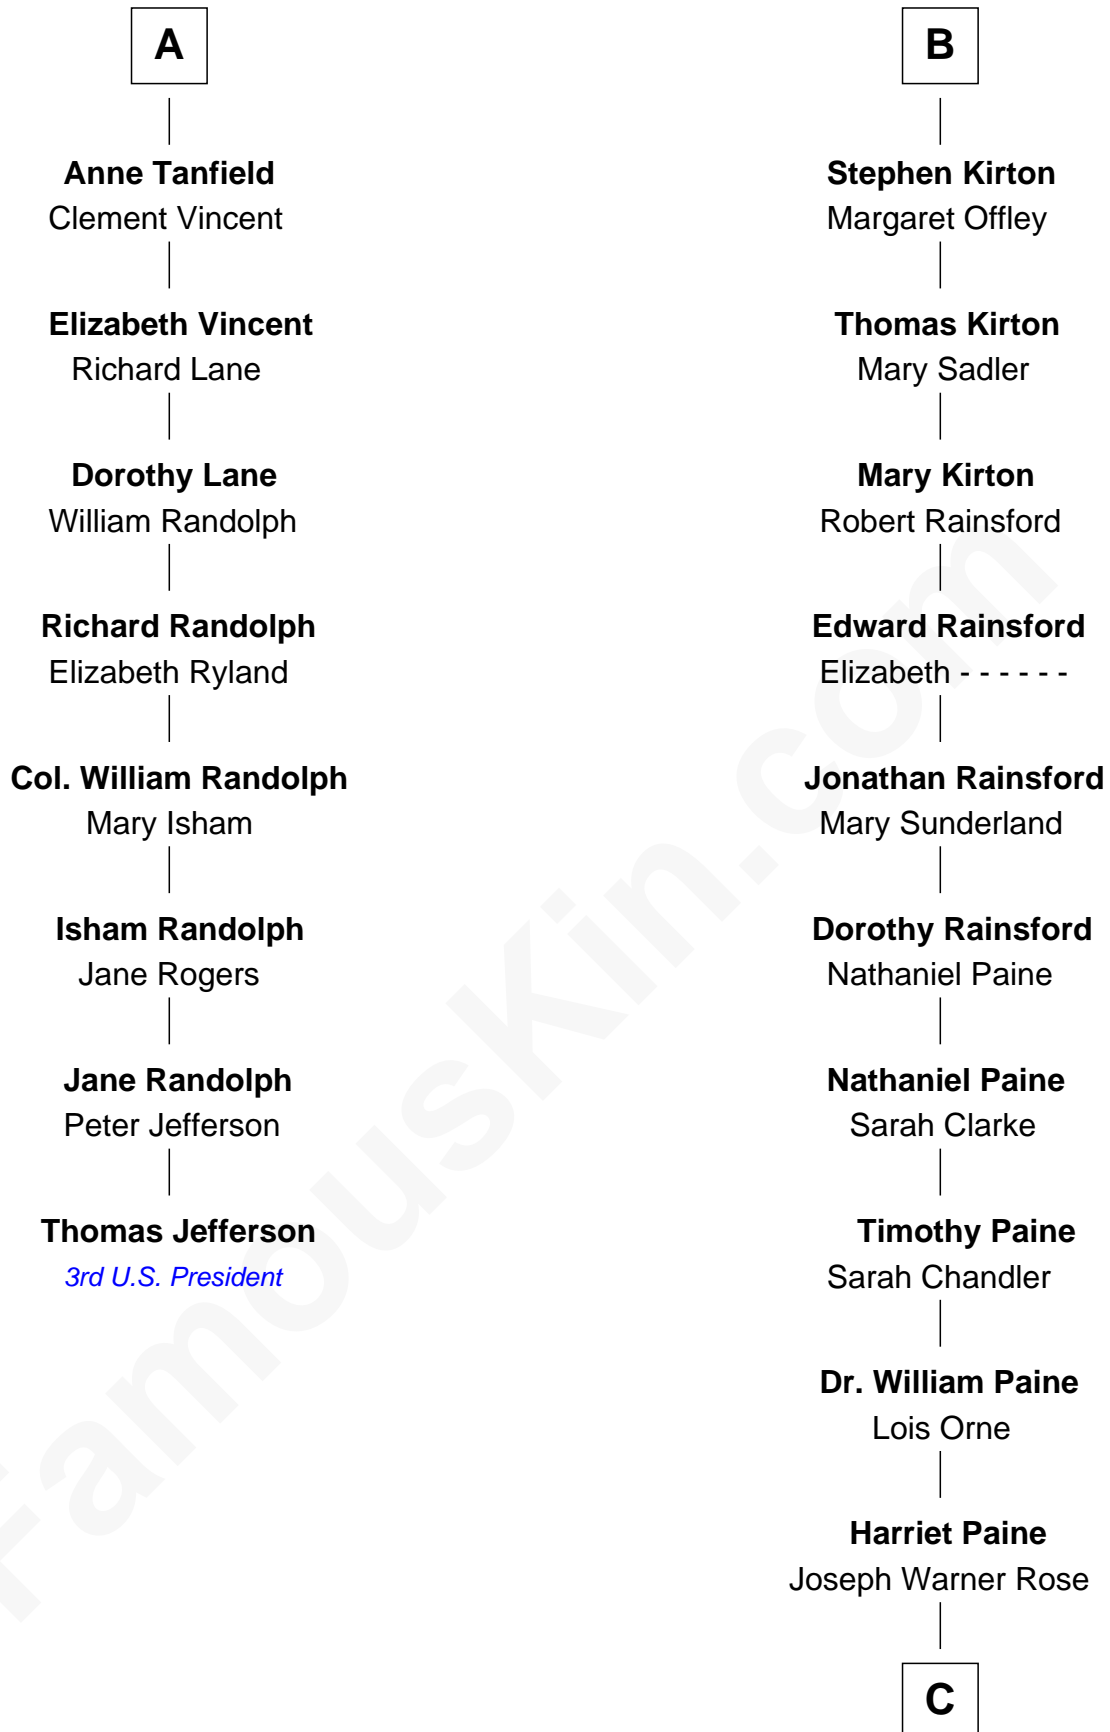 A
Anne Tanfield
Clement Vincent
Elizabeth Vincent
Richard Lane
Dorothy Lane
William Randolph
Richard Randolph
Elizabeth Ryland
Col. William Randolph
Mary Isham
Isham Randolph
Jane Rogers
Jane Randolph
Peter Jefferson
Thomas Jefferson
3rd U.S. President
B
Stephen Kirton
Margaret Offley
Thomas Kirton
Mary Sadler
Mary Kirton
Robert Rainsford
Edward Rainsford
Elizabeth - - - - - -
Jonathan Rainsford
Mary Sunderland
Dorothy Rainsford
Nathaniel Paine
Nathaniel Paine
Sarah Clarke
Timothy Paine
Sarah Chandler
Dr. William Paine
Lois Orne
Harriet Paine
Joseph Warner Rose
C
FamousKin.com